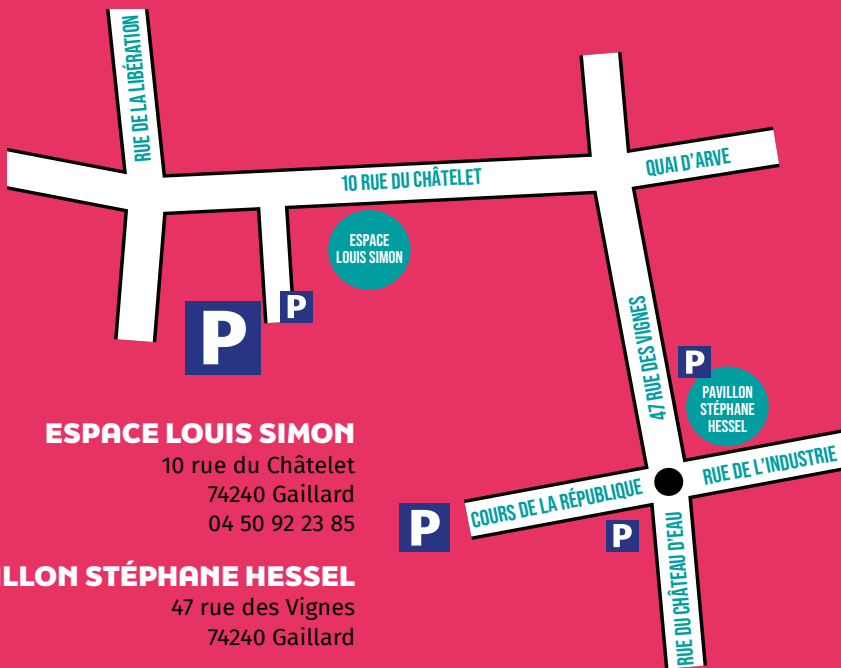 RUE DE LA LIBÉRATION
10 RUE DU CHÂTELET
QUAI D'ARVE
ESPACE
LOUIS SIMON
P
P
47 RUE DES VIGNES
P
PAVILLON
STÉPHANE
HESSEL
ESPACE LOUIS SIMON
10 rue du Châtelet
74240 Gaillard
04 50 92 23 85
P
COURS DE LA RÉPUBLIQUE
RUE DE L'INDUSTRIE
P
RUE DU CHÂTEAU D'EAU
ILLON STÉPHANE HESSEL
47 rue des Vignes
74240 Gaillard